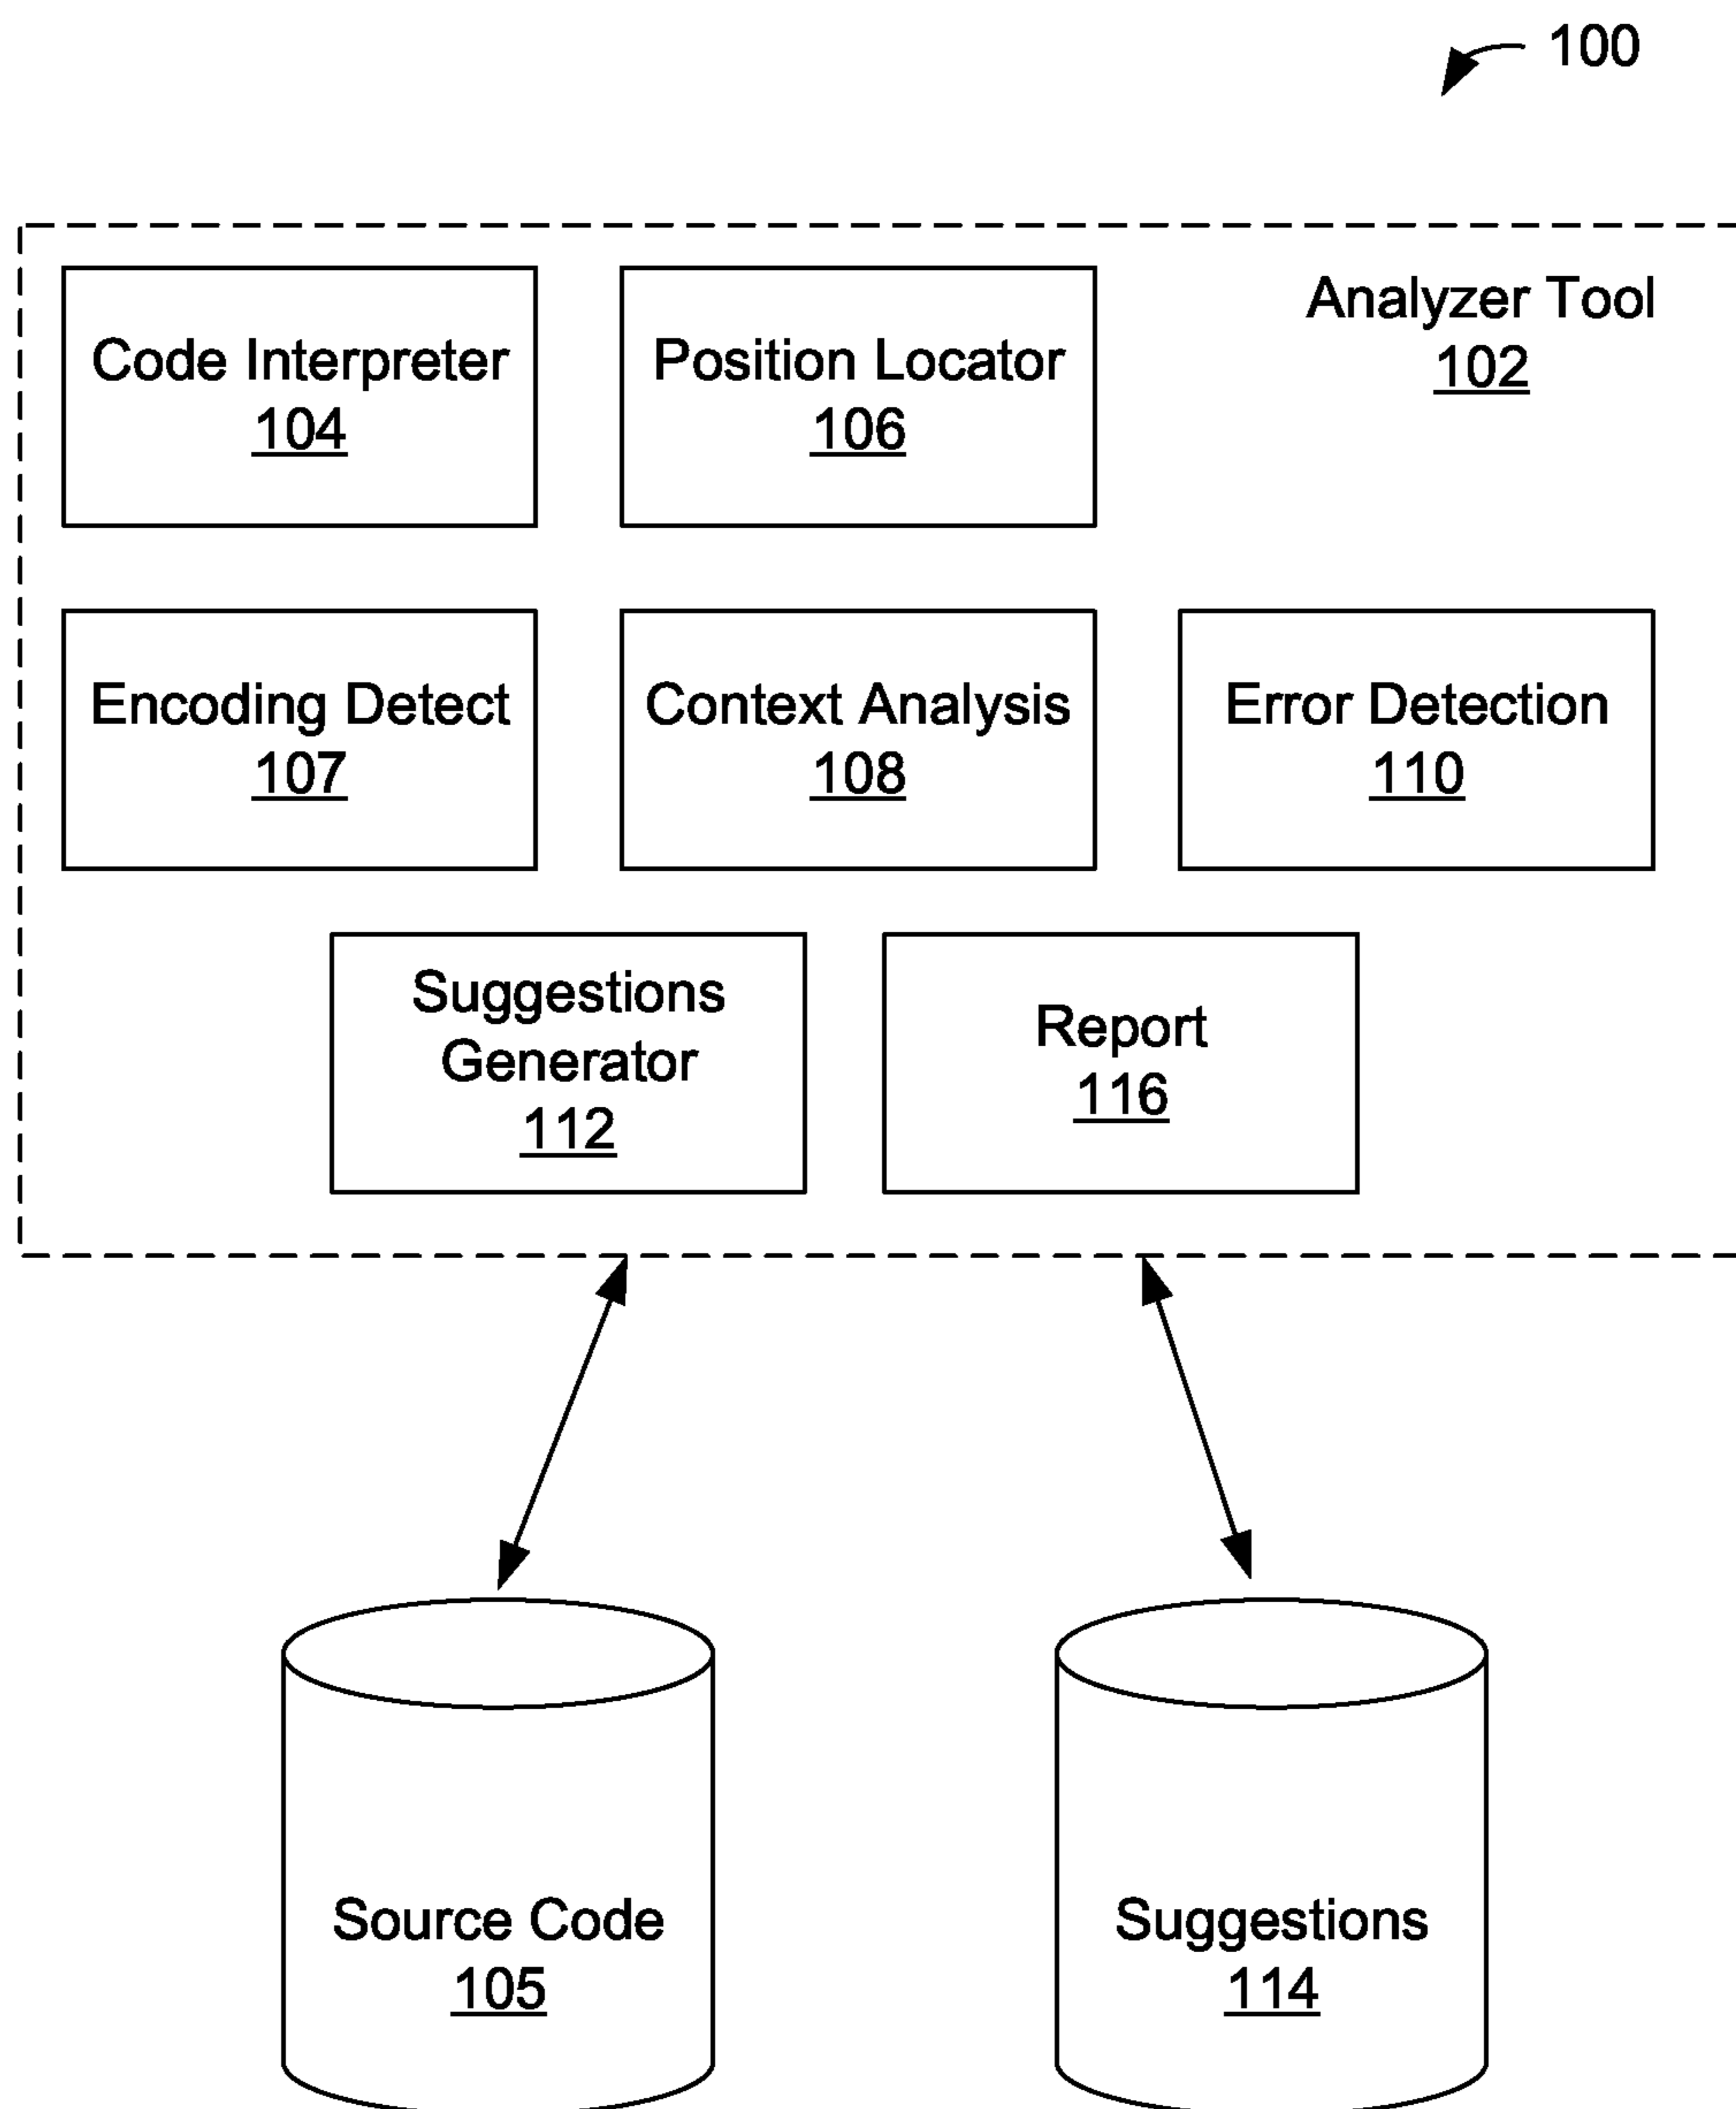 100
Analyzer Tool
102
Code Interpreter
104
Position Locator
106
Encoding Detect
107
Context Analysis
108
Error Detection
110
Suggestions
Generator
112
Report
116
Source Code
105
Suggestions
114